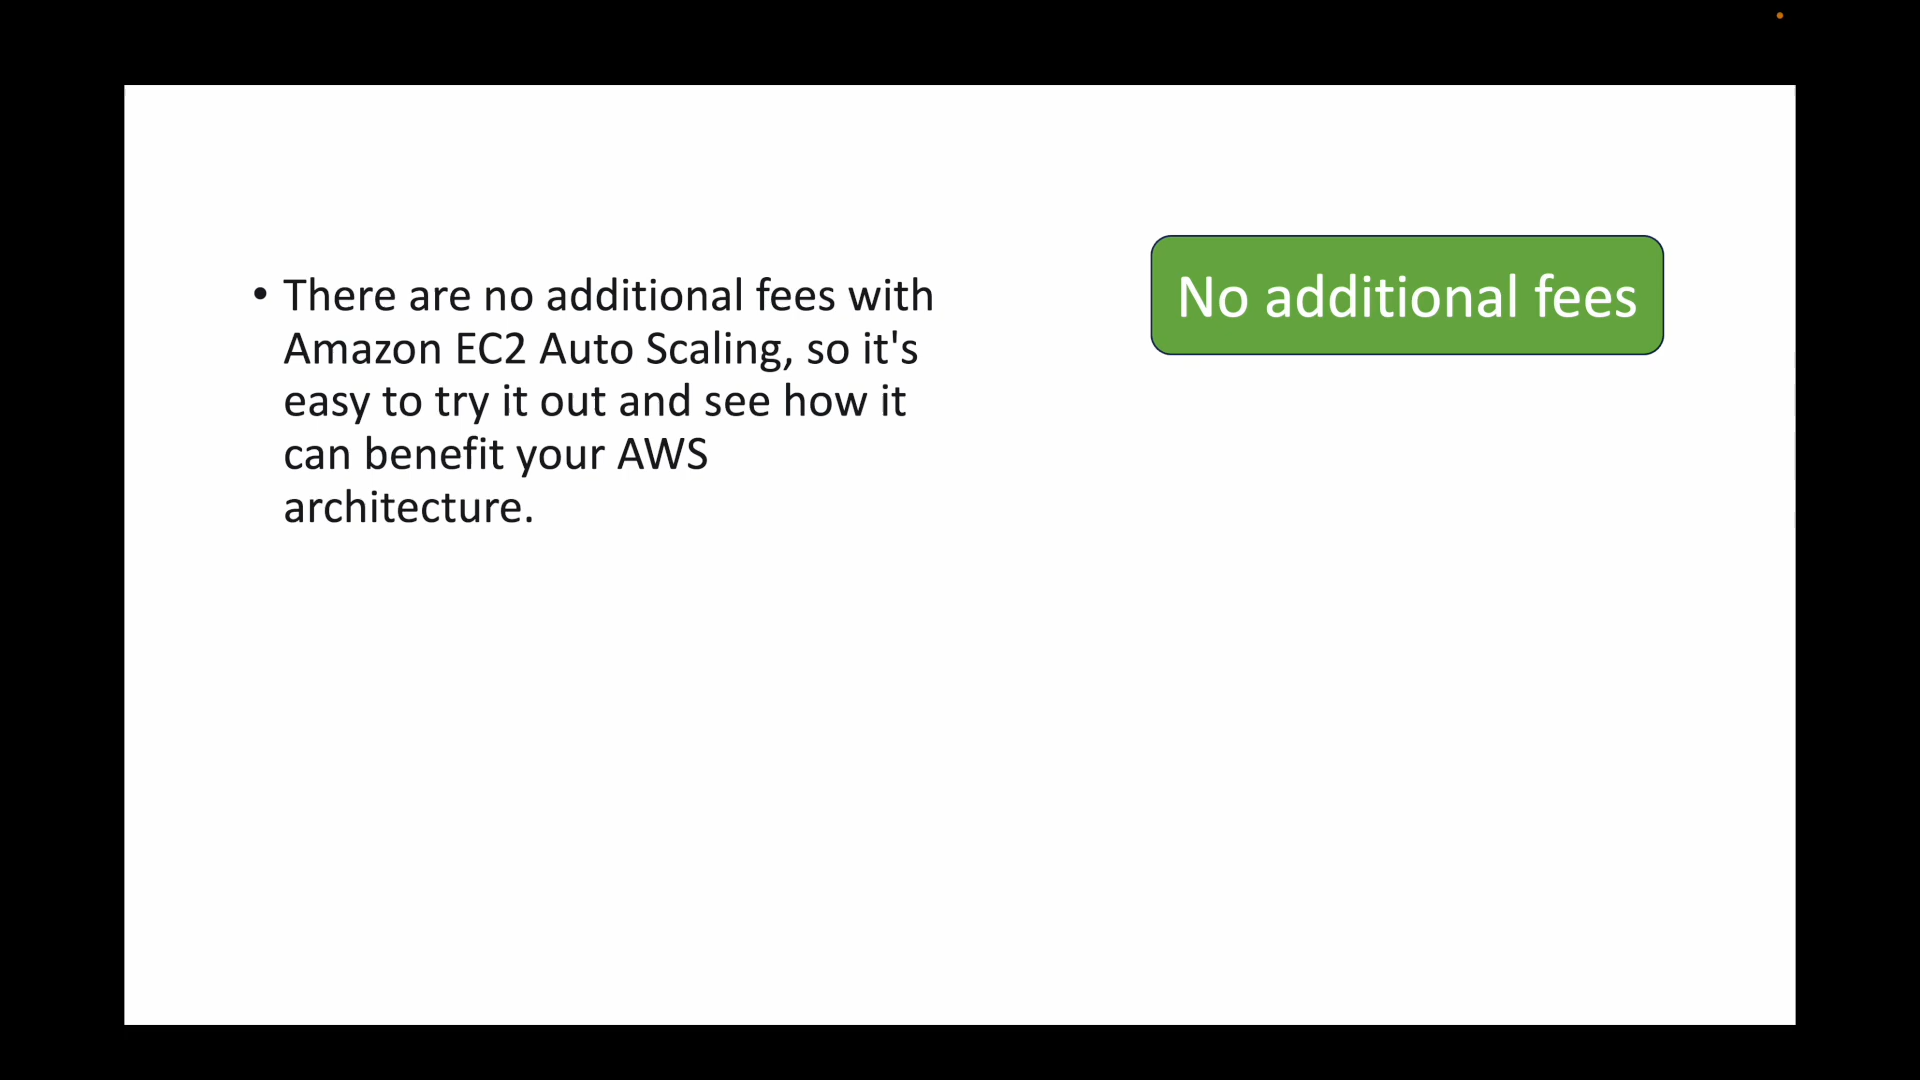 • There are no additional fees with
Amazon EC2 Auto Scaling, so it's
easy to try it out and see how it
can benefit your AWS
architecture.
No additional fees